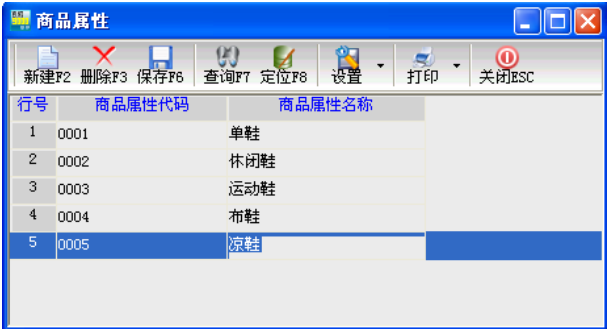 商品属性
新建F2 删除F3 保存F6 查询F7 定位F8 设置 打印 关闭ESC
行号 商品属性代码 商品属性名称
1 0001 单鞋
2 0002 休闭鞋
3 0003 运动鞋
4 0004 布鞋
5 0005 凉鞋